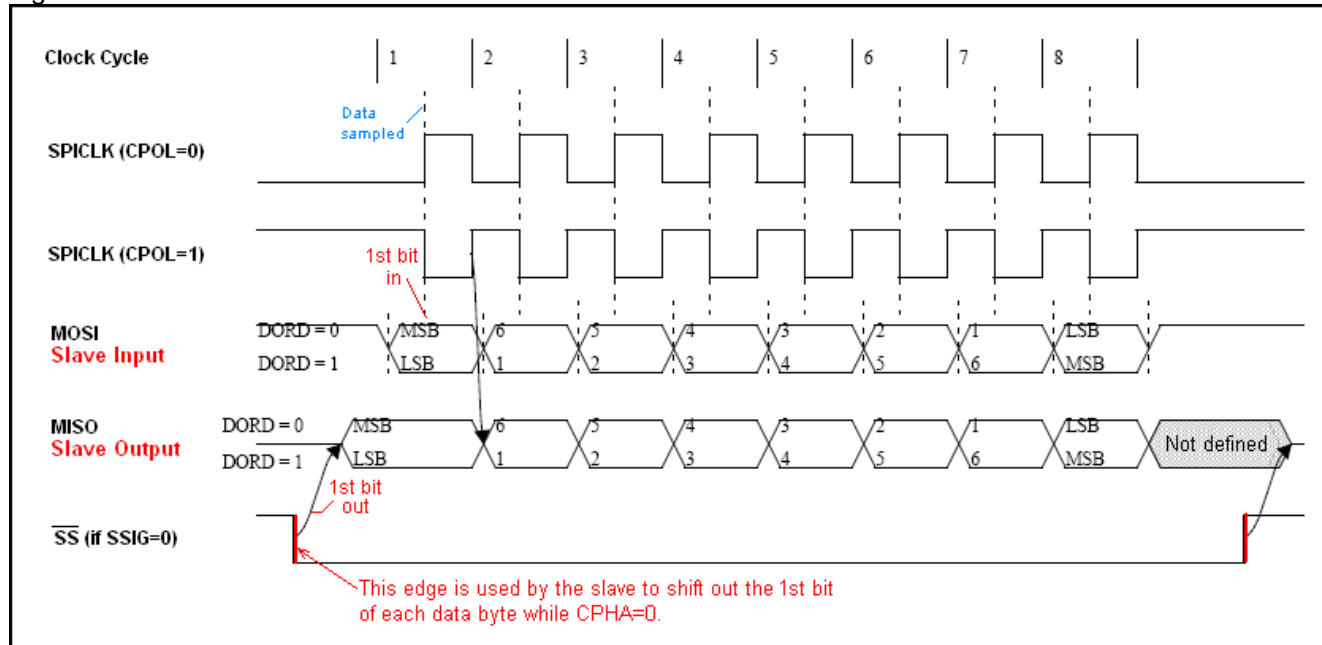 Clock Cycle 1 2 3 4 5 6 7 8
Data
sampled
SPICLK (CPOL=0)
SPICLK (CPOL=1)
1st bit
in
MOSI DORD = 0 MSB 6 5 4 3 2 1 LSB
Slave Input DORD = 1 LSB 1 2 3 4 5 6 MSB
MISO DORD = 0 MSB 6 5 4 3 2 1 LSB
Slave Output DORD = 1 LSB 1 2 3 4 5 6 MSB Not defined
1st bit
out
SS (if SSIG=0)
This edge is used by the slave to shift out the 1st bit
of each data byte while CPHA=0.